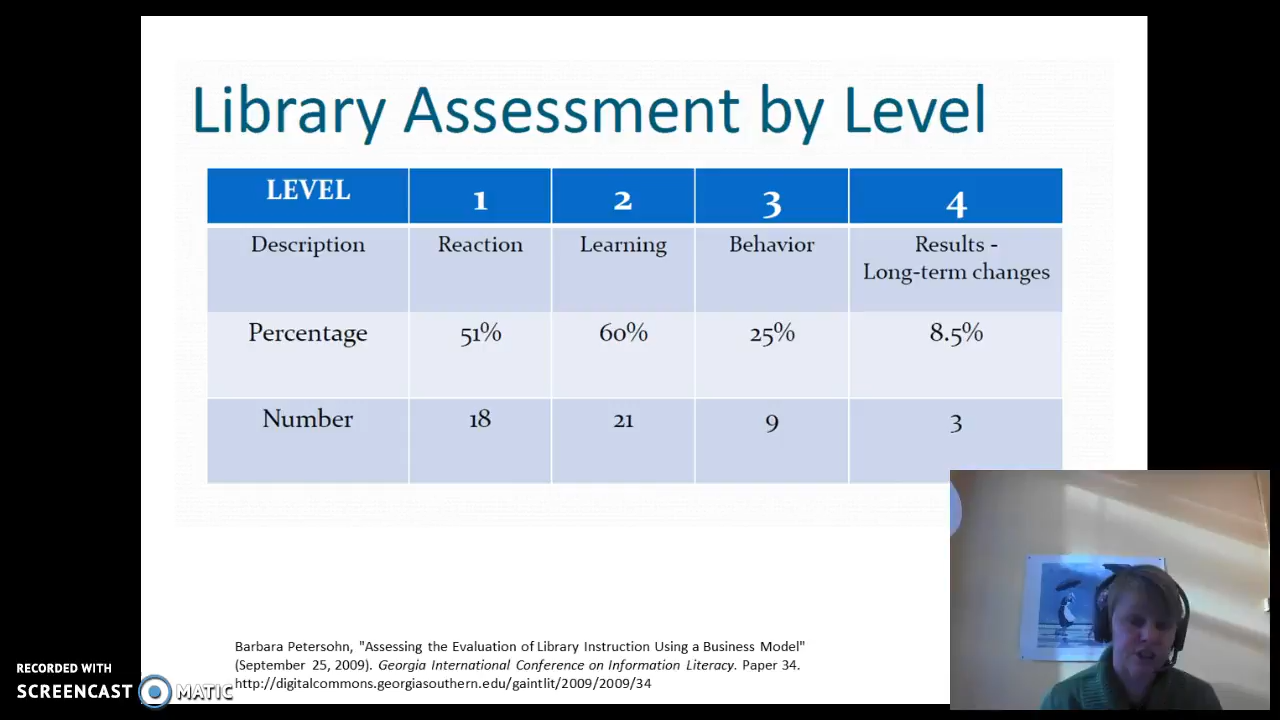 Library Assessment by Level
LEVEL 1 2 3 4
Description Reaction Learning Behavior Results -
Long-term changes
Percentage 51% 60% 25% 8.5%
Number 18 21 9 3
Barbara Petersohn, "Assessing the Evaluation of Library Instruction Using a Business Model"
(September 25, 2009). Georgia International Conference on Information Literacy. Paper 34.
http://digitalcommons.georgiasouthern.edu/gaintlit/2009/2009/34
RECORDED WITH
SCREENCAST MATIC